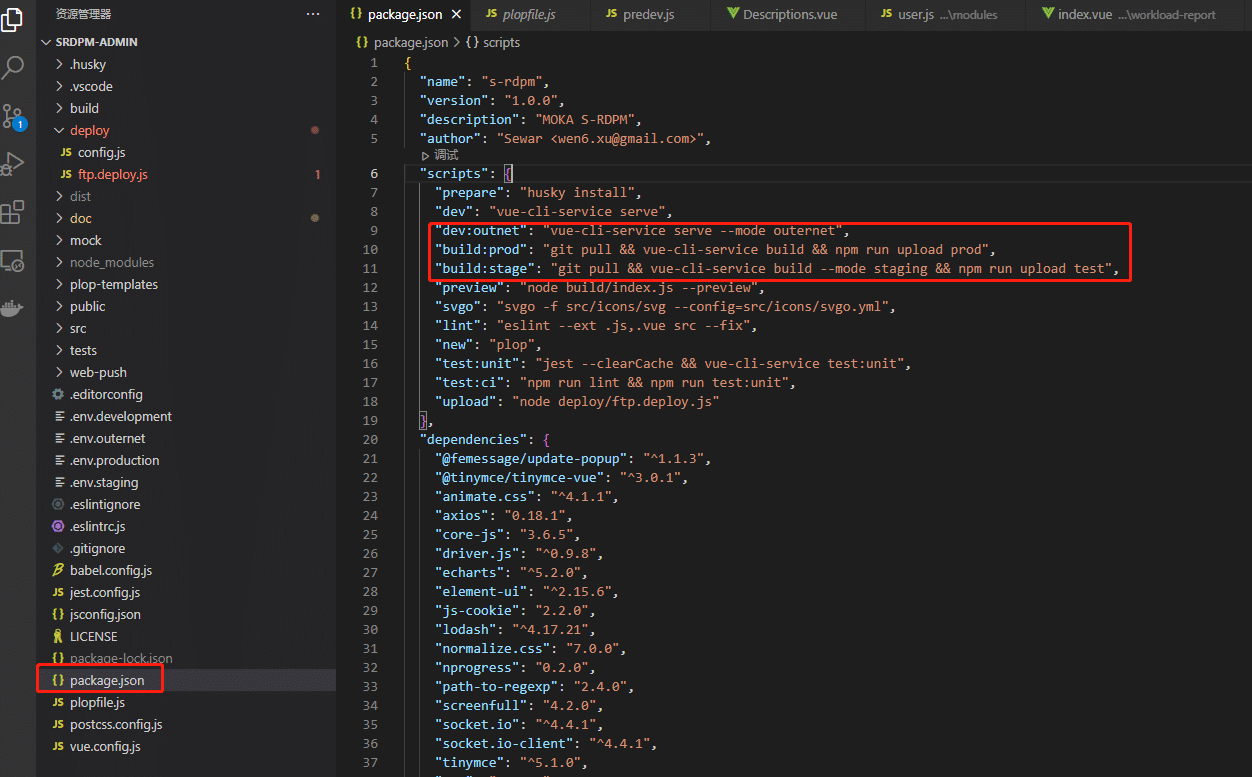 资源管理器 ···
SRDPM-ADMIN
.husky
.vscode
build
deploy
JS config.js
JS ftp.deploy.js 1
dist
doc
mock
node_modules
plop-templates
public
src
tests
web-push
.editorconfig
.env.development
.env.outernet
.env.production
.env.staging
.eslintignore
.eslintrc.js
.gitignore
babel.config.js
JS jest.config.js
{} jsconfig.json
LICENSE
{} package-lock.json
{} package.json
JS plopfile.js
JS postcss.config.js
JS vue.config.js
1
{} package.json × JS plopfile.js JS predev.js Descriptions.vue JS user.js ...\modules index.vue ...\workload-report
{} package.json > {} scripts
1 {
2 "name": "s-rdpm",
3 "version": "1.0.0",
4 "description": "MOKA S-RDPM",
5 "author": "Sewar <wen6.xu@gmail.com>",
调试
6 "scripts": {
7 "prepare": "husky install",
8 "dev": "vue-cli-service serve",
9 "dev:outnet": "vue-cli-service serve --mode outernet",
10 "build:prod": "git pull && vue-cli-service build && npm run upload prod",
11 "build:stage": "git pull && vue-cli-service build --mode staging && npm run upload test",
12 "preview": "node build/index.js --preview",
13 "svgo": "svgo -f src/icons/svg --config=src/icons/svgo.yml",
14 "lint": "eslint --ext .js,.vue src --fix",
15 "new": "plop",
16 "test:unit": "jest --clearCache && vue-cli-service test:unit",
17 "test:ci": "npm run lint && npm run test:unit",
18 "upload": "node deploy/ftp.deploy.js"
19 },
20 "dependencies": {
21 "@femessage/update-popup": "^1.1.3",
22 "@tinymce/tinymce-vue": "^3.0.1",
23 "animate.css": "^4.1.1",
24 "axios": "0.18.1",
25 "core-js": "3.6.5",
26 "driver.js": "^0.9.8",
27 "echarts": "^5.2.0",
28 "element-ui": "^2.15.6",
29 "js-cookie": "2.2.0",
30 "lodash": "^4.17.21",
31 "normalize.css": "7.0.0",
32 "nprogress": "0.2.0",
33 "path-to-regexp": "2.4.0",
34 "screenfull": "4.2.0",
35 "socket.io": "^4.4.1",
36 "socket.io-client": "^4.4.1",
37 "tinymce": "^5.1.0",